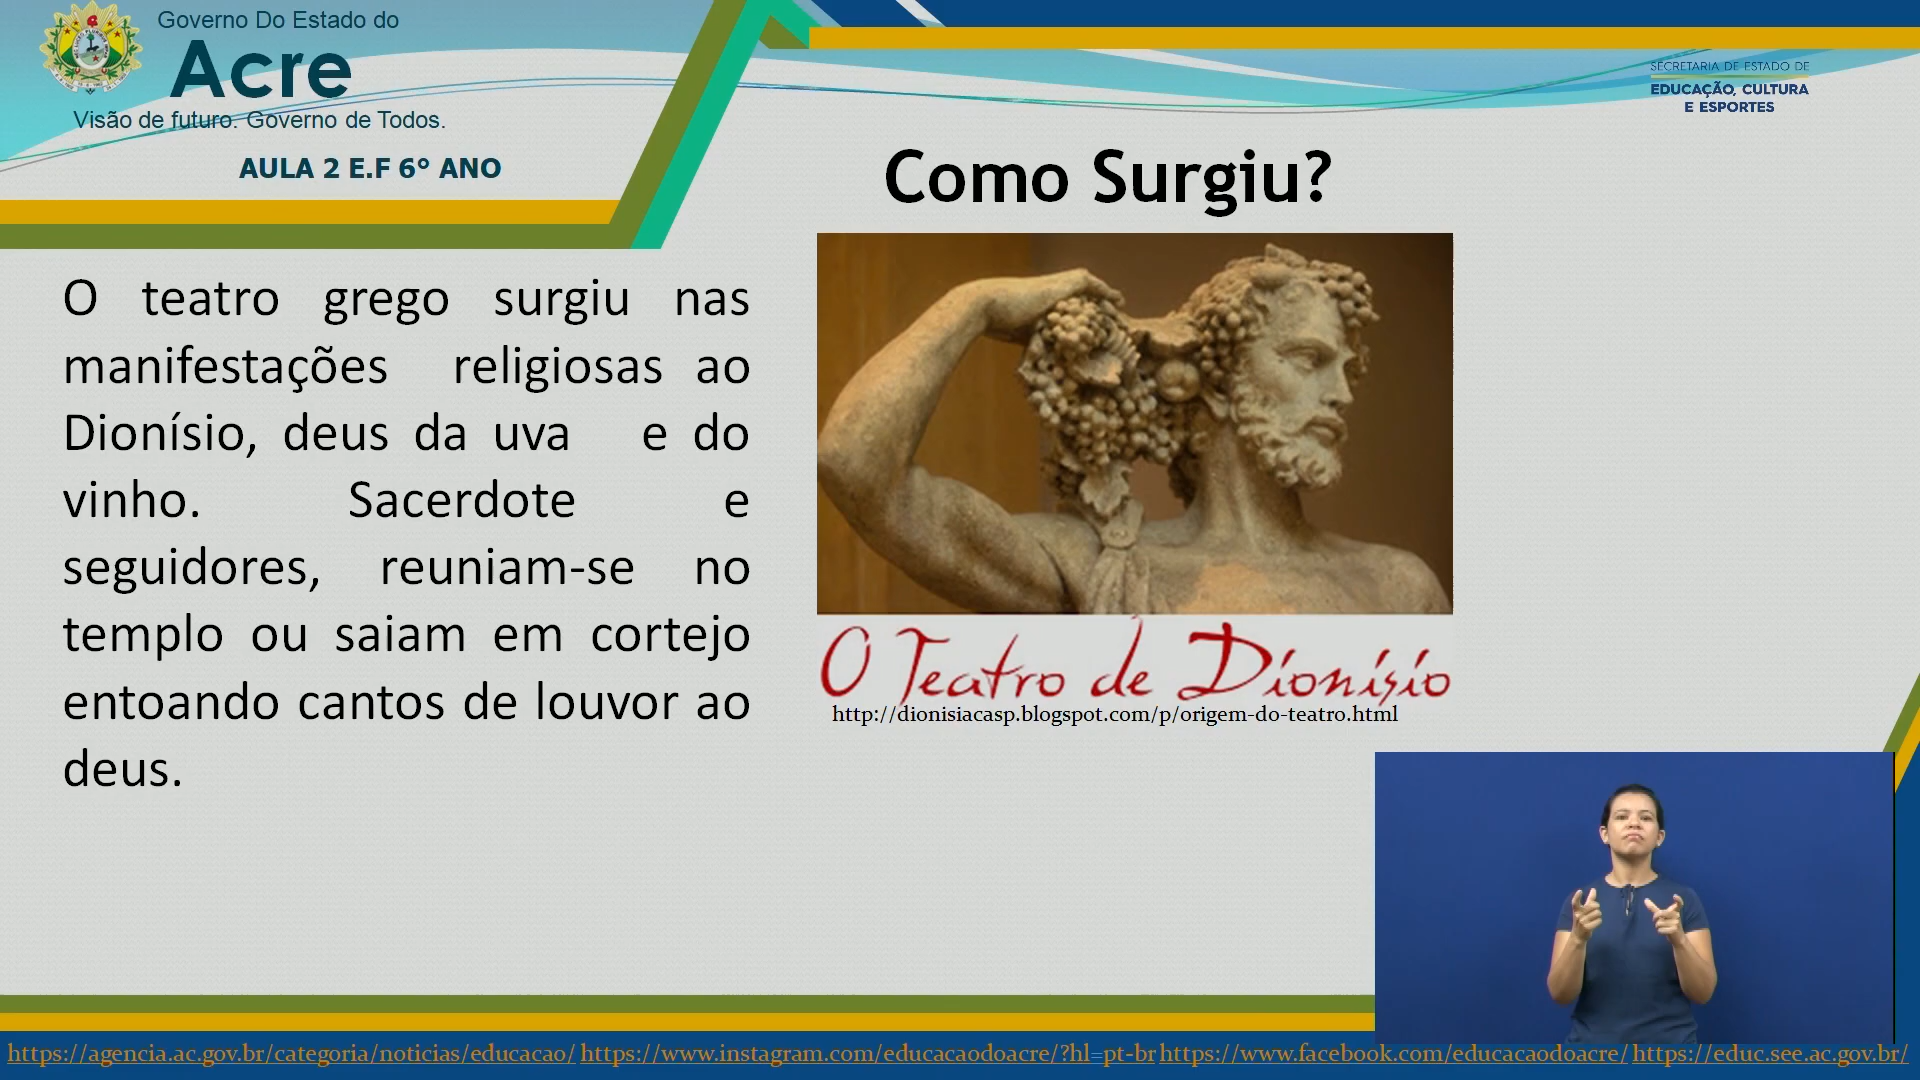 Governo Do Estado do
Acre
Visão de futuro. Governo de Todos.
AULA 2 E.F 6° ANO
SECRETARIA DE ESTADO DE
EDUCAÇÃO, CULTURA
E ESPORTES
Como Surgiu?
O teatro grego surgiu nas
manifestações religiosas ao
Dionísio, deus da uva e do
vinho. Sacerdote e
seguidores, reuniam-se no
templo ou saiam em cortejo
entoando cantos de louvor ao
deus.
O Teatro de Dionísio
http://dionisiacasp.blogspot.com/p/origem-do-teatro.html
https://agencia.ac.gov.br/categoria/noticias/educacao/ https://www.instagram.com/educacaodoacre/?hl=pt-br https://www.facebook.com/educacaodoacre/ https://educ.see.ac.gov.br/